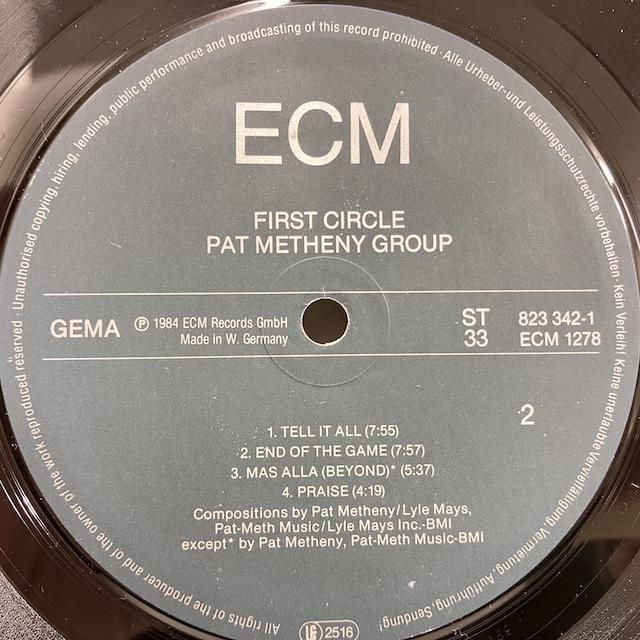 All rights of the producer and of the owner of the work reproduced reserved · Unauthorised copying, hiring, lending, public performance and broadcasting of this record prohibited · Alle Urheber- und Leistungsschutzrechte vorbehalten · Kein Verleih! Keine unerlaubte Vervielfältigung, Vermietung, Aufführung, Sendung!
ECM
FIRST CIRCLE
PAT METHENY GROUP
GEMA
℗ 1984 ECM Records GmbH
Made in W. Germany
ST
33
823 342-1
ECM 1278
2
1. TELL IT ALL (7:55)
2. END OF THE GAME (7:57)
3. MAS ALLA (BEYOND)* (5:37)
4. PRAISE (4:19)
Compositions by Pat Metheny/Lyle Mays,
Pat-Meth Music/Lyle Mays Inc.-BMI
except* by Pat Metheny, Pat-Meth Music-BMI
LC 2516